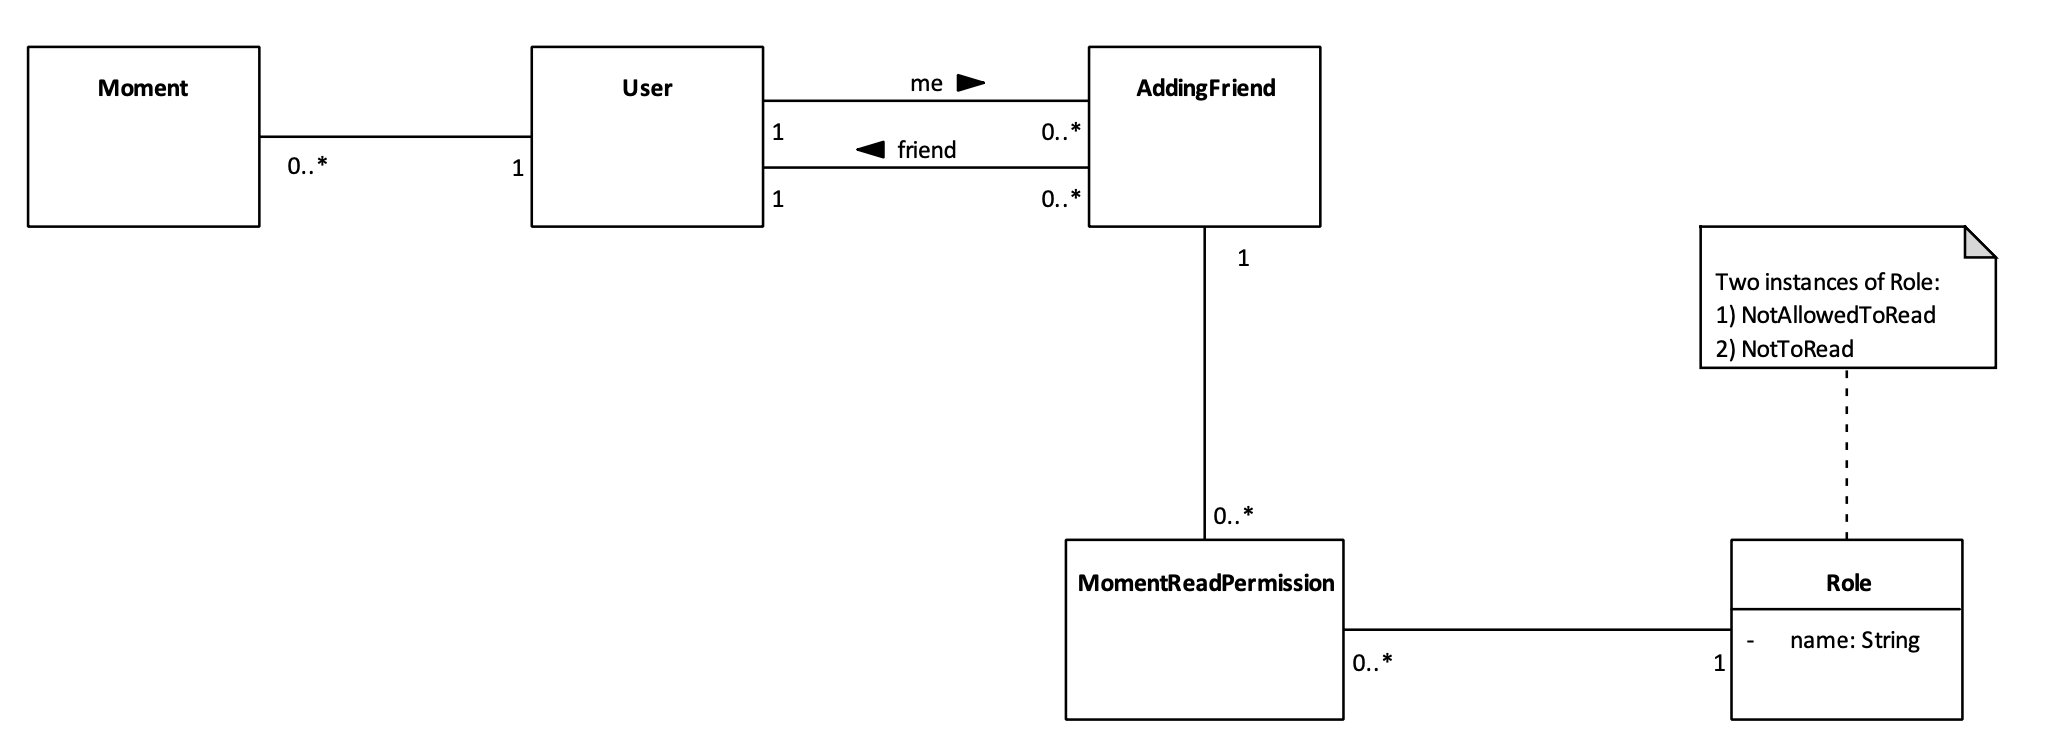 Moment
User
AddingFriend
me ►
1
0..*
◄ friend
0..*
1
1
0..*
1
Two instances of Role:
1) NotAllowedToRead
2) NotToRead
0..*
MomentReadPermission
Role
- name: String
0..*
1